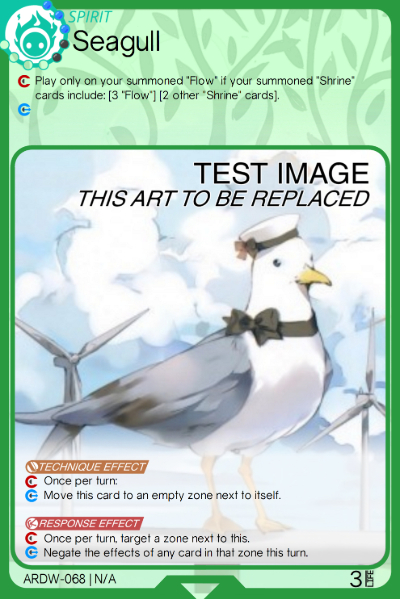 SPIRIT
Seagull
Play only on your summoned "Flow" if your summoned "Shrine"
cards include: [3 "Flow"] [2 other "Shrine" cards].
TEST IMAGE
THIS ART TO BE REPLACED
TECHNIQUE EFFECT
Once per turn:
Move this card to an empty zone next to itself.
RESPONSE EFFECT
Once per turn, target a zone next to this.
Negate the effects of any card in that zone this turn.
ARDW-068 | N/A
3 LIFE